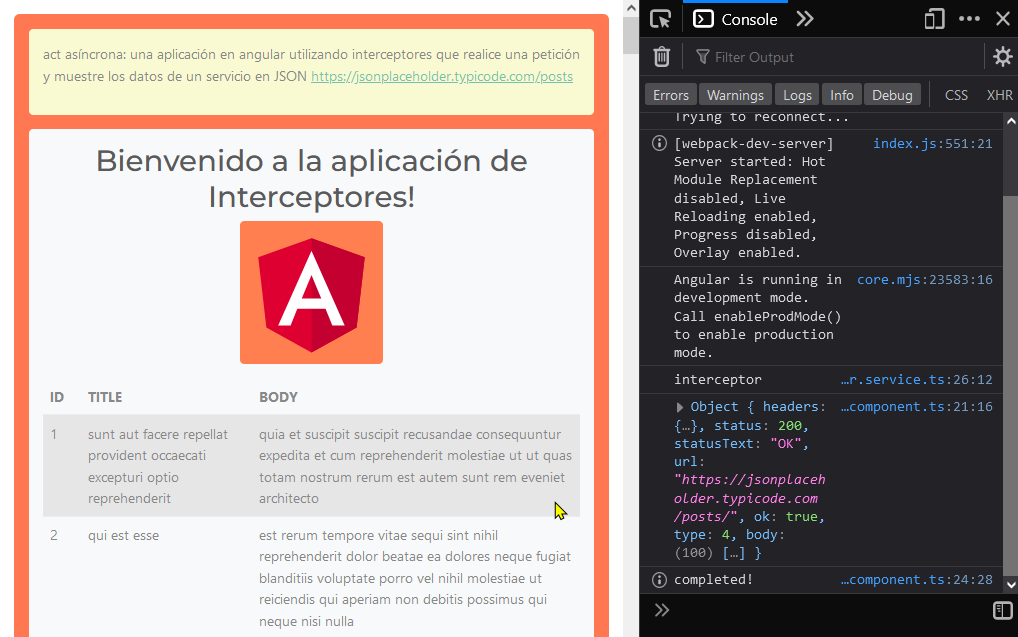 act asíncrona: una aplicación en angular utilizando interceptores que realice una petición
y muestre los datos de un servicio en JSON https://jsonplaceholder.typicode.com/posts
Bienvenido a la aplicación de
Interceptores!
A
ID TITLE BODY
1 sunt aut facere repellat quia et suscipit suscipit recusandae consequuntur
provident occaecati expedita et cum reprehenderit molestiae ut ut quas
excepturi optio totam nostrum rerum est autem sunt rem eveniet
reprehenderit architecto
2 qui est esse est rerum tempore vitae sequi sint nihil
reprehenderit dolor beatae ea dolores neque fugiat
blanditiis voluptate porro vel nihil molestiae ut
reiciendis qui aperiam non debitis possimus qui
neque nisi nulla
Console
Filter Output
Errors Warnings Logs Info Debug CSS XHR
Trying to reconnect...
[webpack-dev-server] index.js:551:21
Server started: Hot
Module Replacement
disabled, Live
Reloading enabled,
Progress disabled,
Overlay enabled.
Angular is running in core.mjs:23583:16
development mode.
Call enableProdMode()
to enable production
mode.
interceptor …r.service.ts:26:12
Object { headers: …component.ts:21:16
{…}, status: 200,
statusText: "OK",
url:
"https://jsonplaceh
older.typicode.com
/posts/", ok: true,
type: 4, body:
(100) […] }
completed! …component.ts:24:28